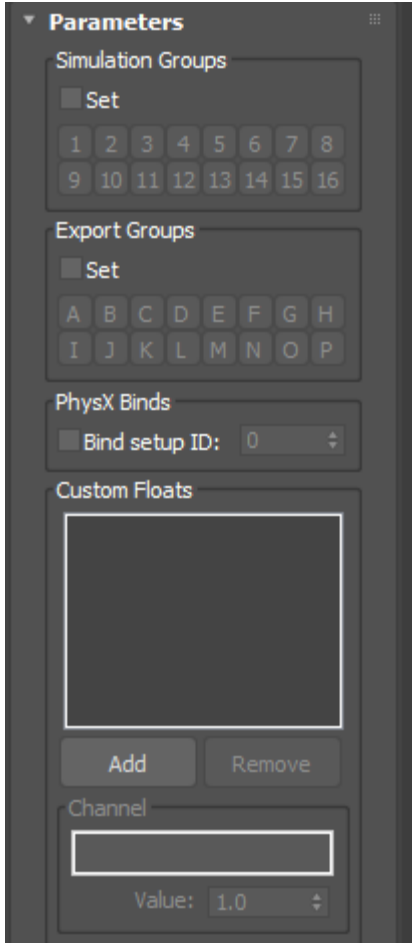 Parameters
Simulation Groups
Set
1 2 3 4 5 6 7 8
9 10 11 12 13 14 15 16
Export Groups
Set
A B C D E F G H
I J K L M N O P
PhysX Binds
Bind setup ID: 0
Custom Floats
Add Remove
Channel
Value: 1.0